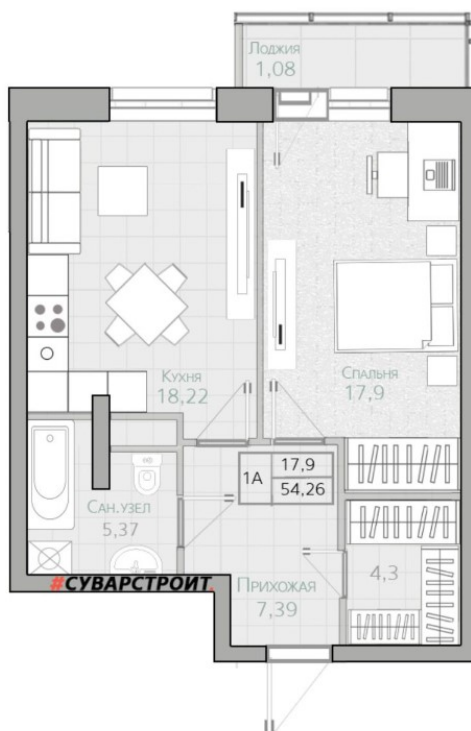 Лоджия
1,08
Кухня
18,22
Спальня
17,9
1А
17,9
54,26
Сан.узел
5,37
4,3
Прихожая
7,39
#СУВАРСТРОИТ.